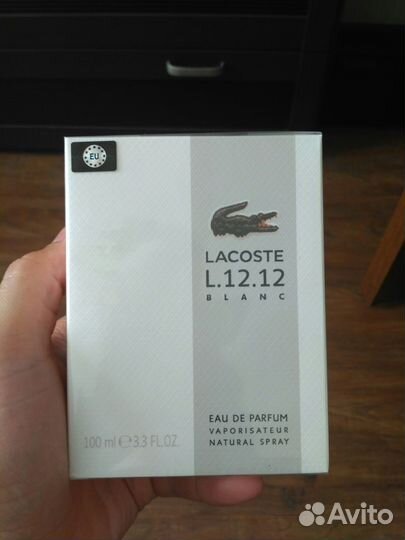 EU
LACOSTE
L.12.12
BLANC
EAU DE PARFUM
VAPORISATEUR
NATURAL SPRAY
100 ml ℮ 3.3 FL.OZ.
Avito